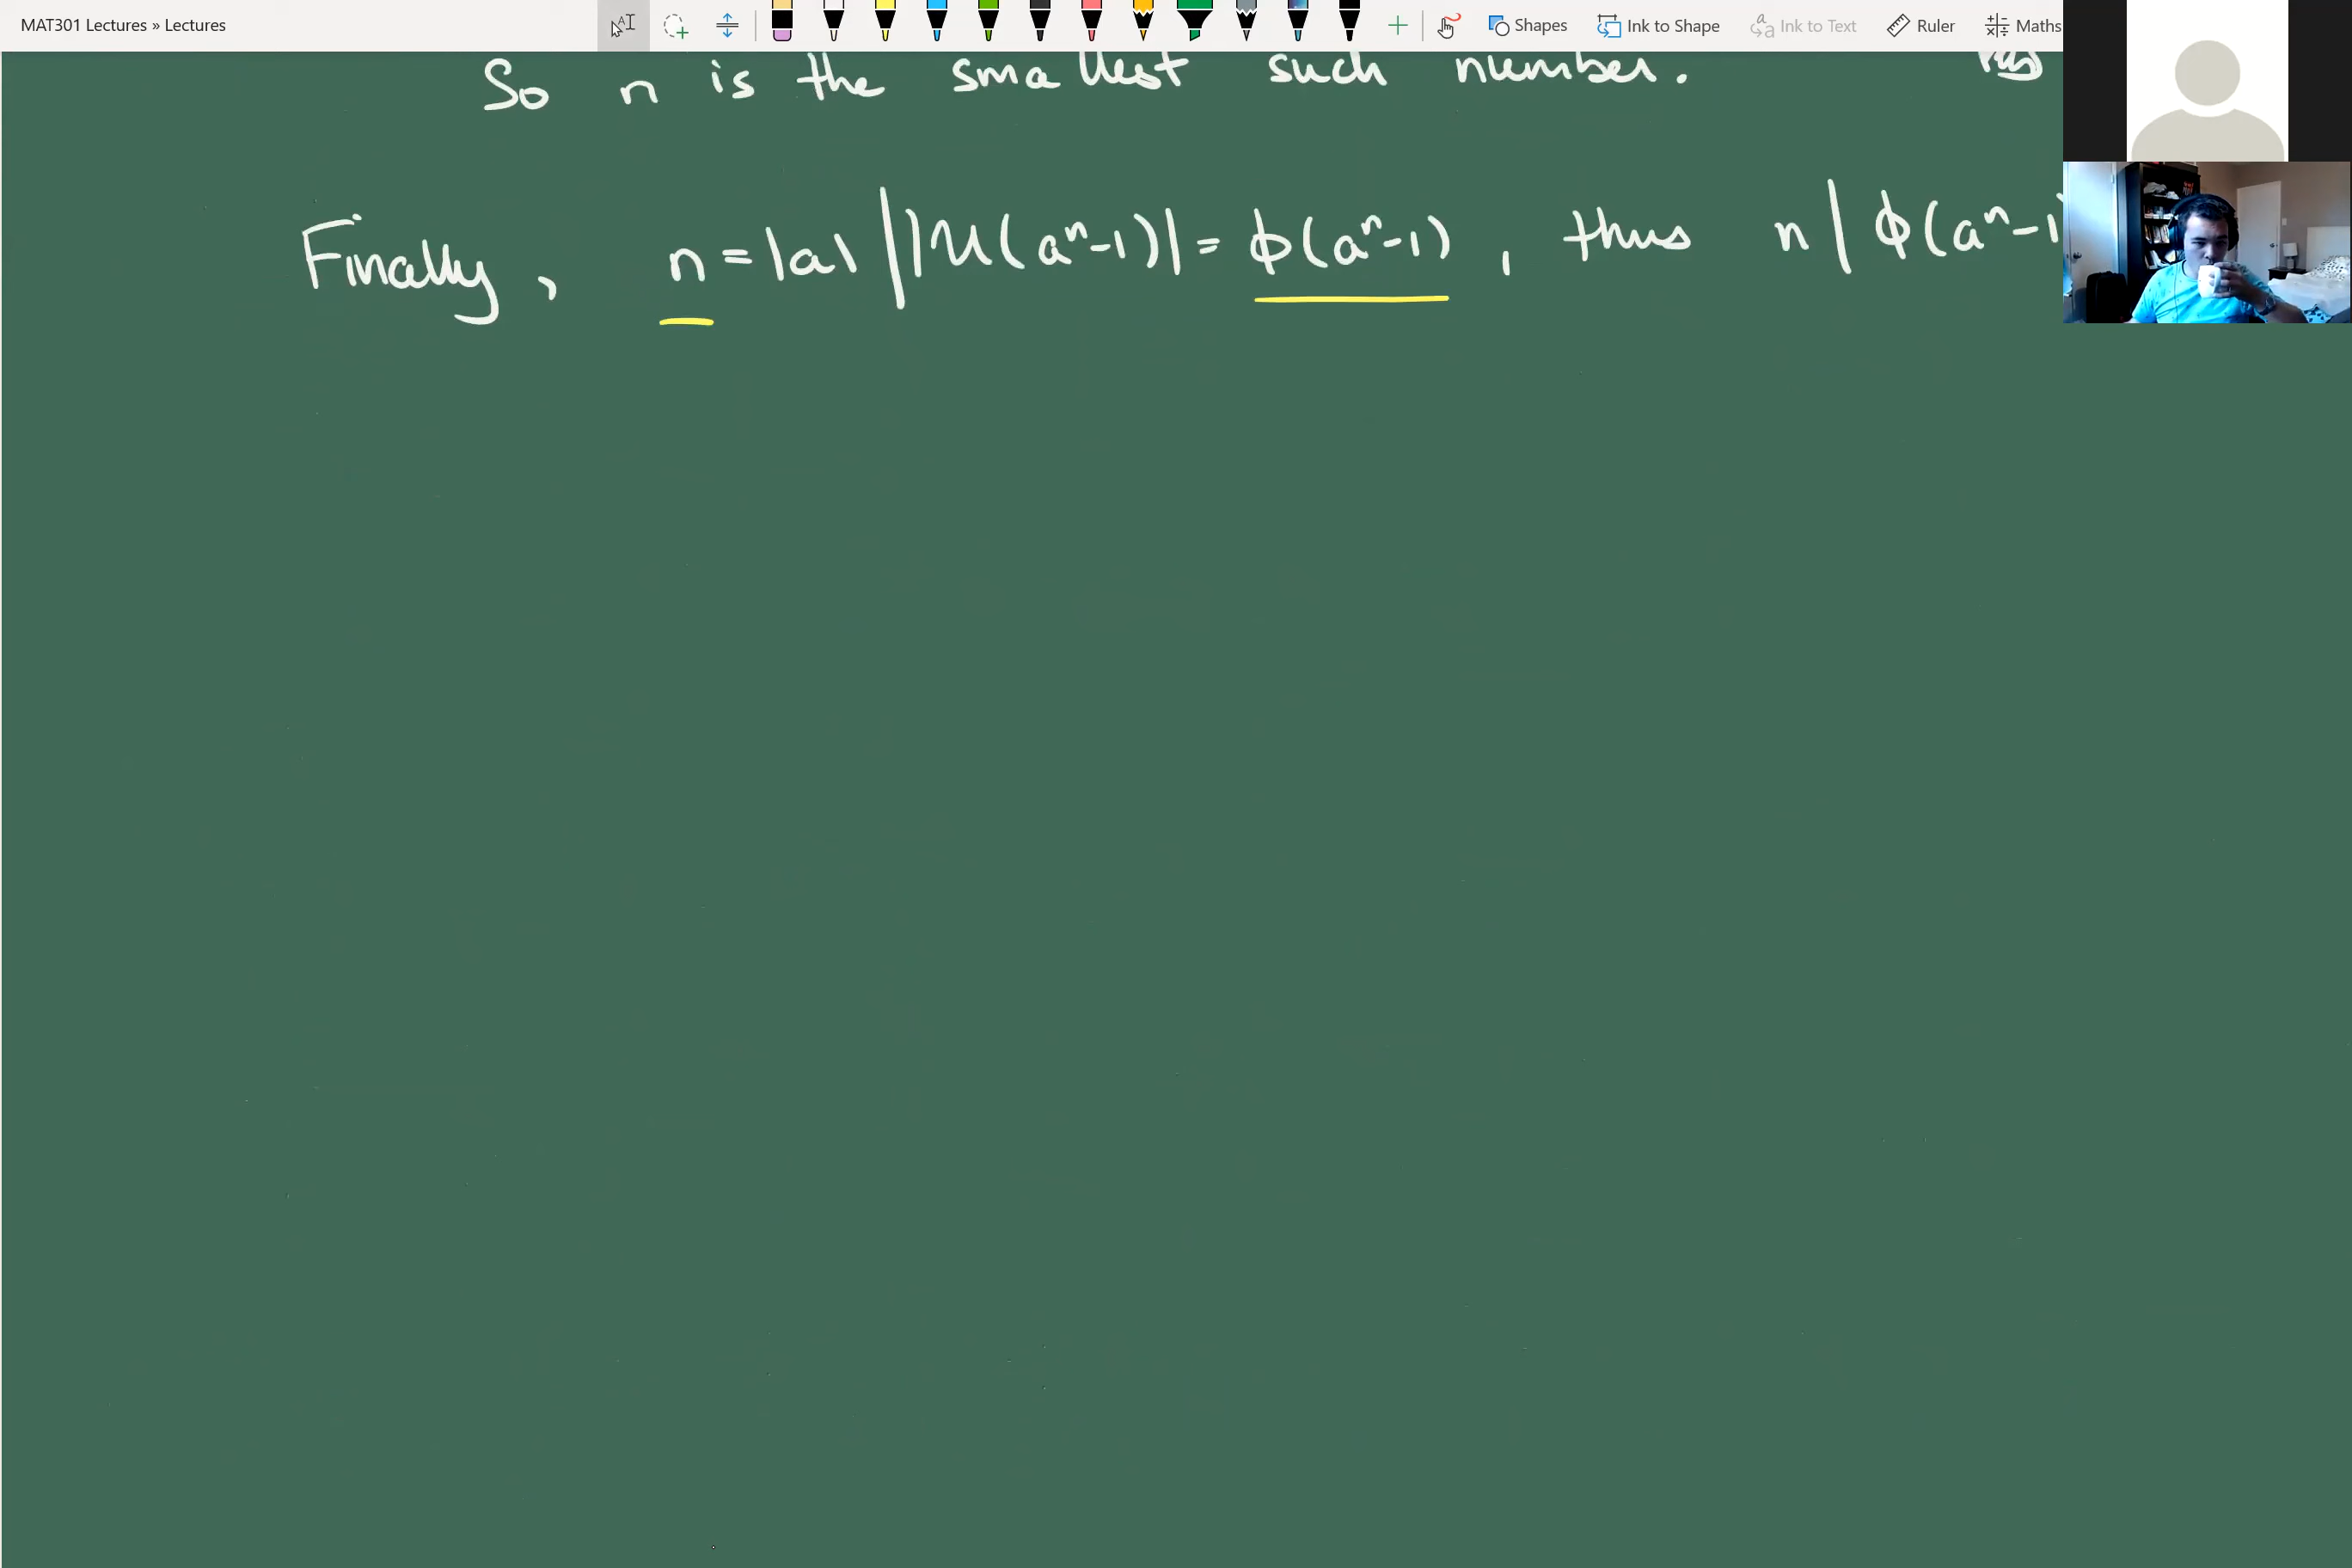 MAT301 Lectures » Lectures
Shapes Ink to Shape Ink to Text Ruler Maths
So n is the smallest such number.
Finally, n = |a| | |U(aⁿ-1)| = ϕ(aⁿ-1), thus n | ϕ(aⁿ-1